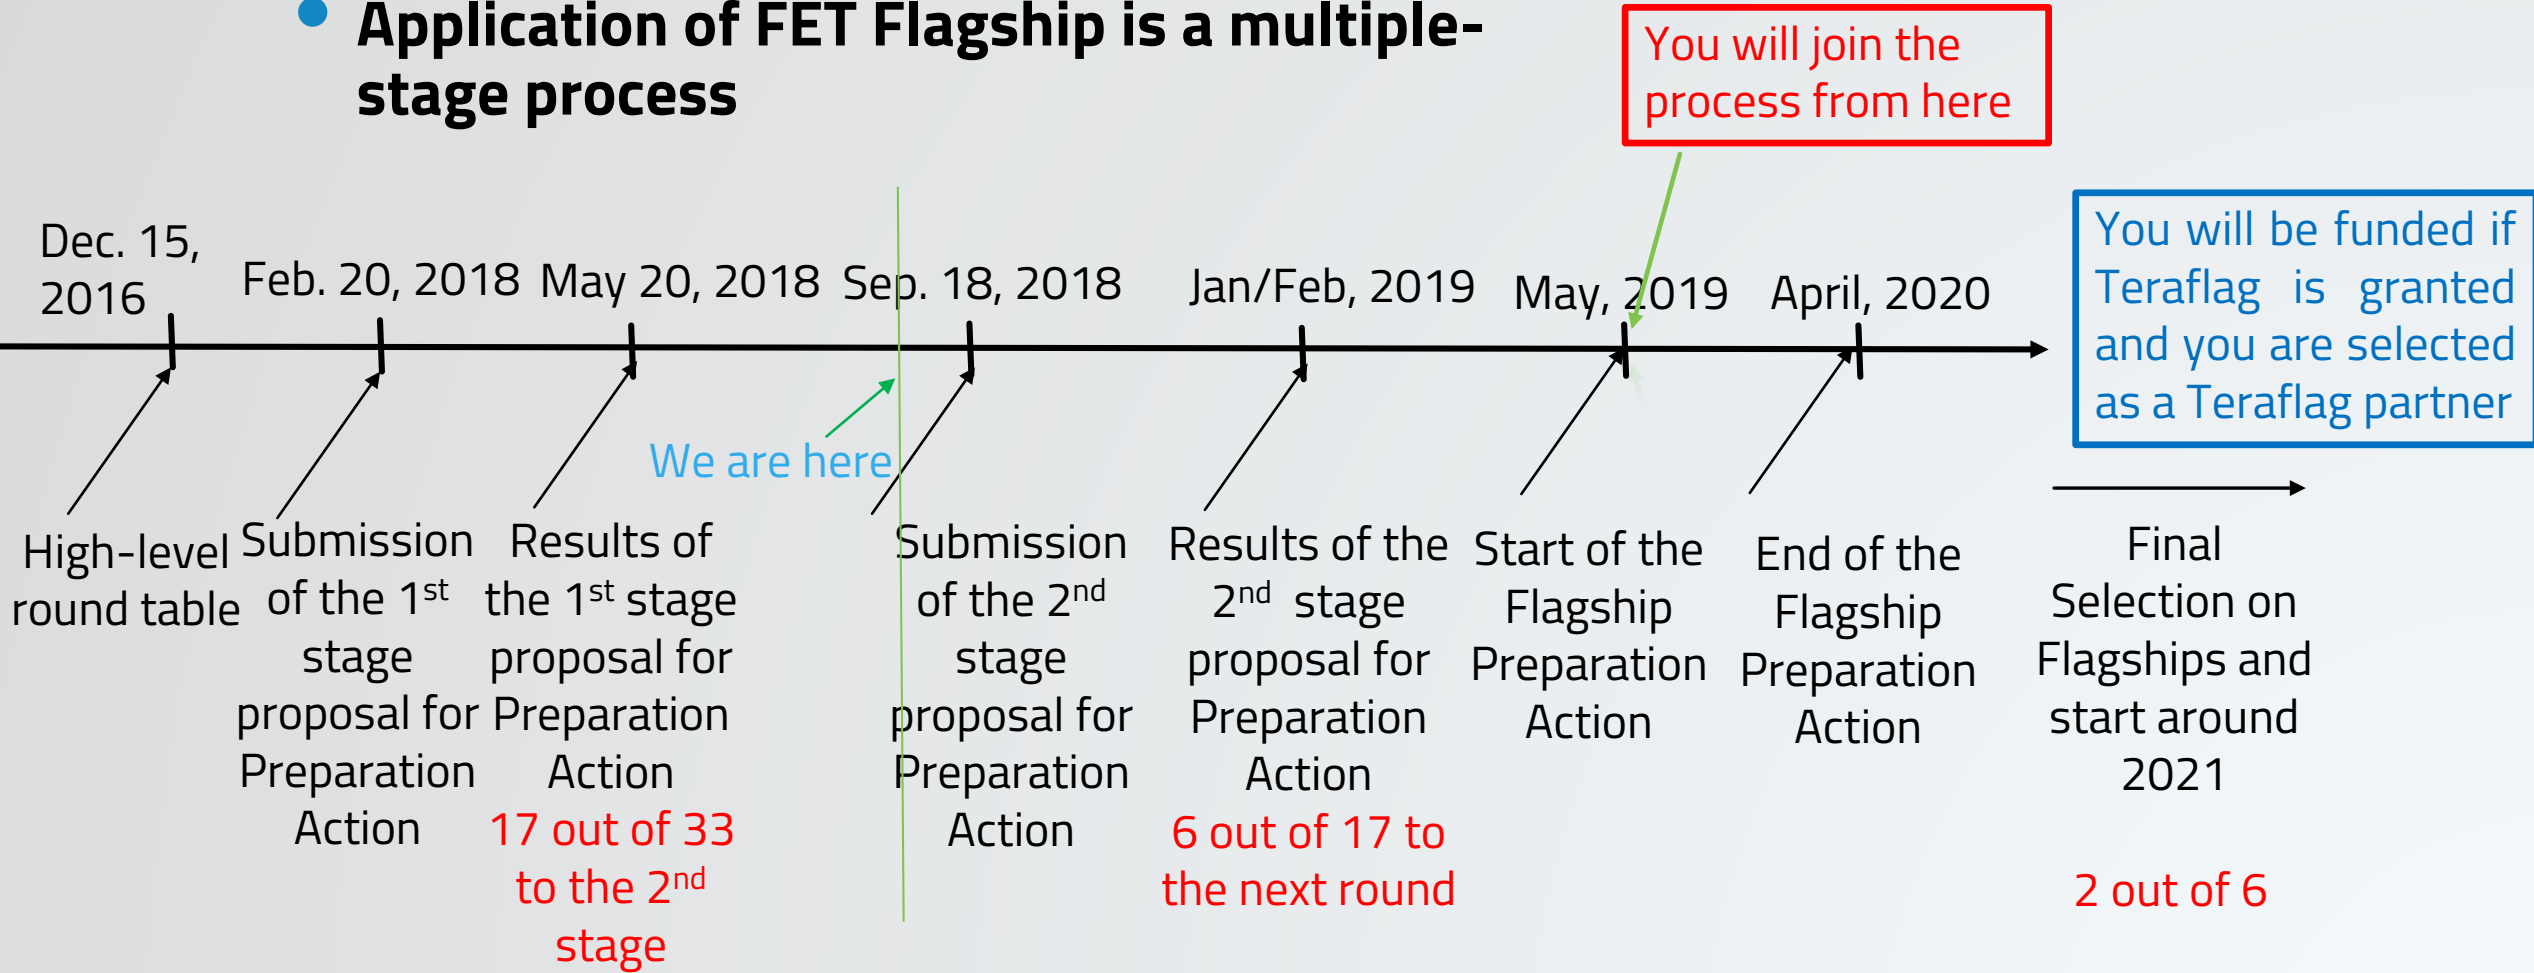 Application of FET Flagship is a multiple-
stage process
You will join the
process from here
Dec. 15,
2016
Feb. 20, 2018
May 20, 2018
Sep. 18, 2018
Jan/Feb, 2019
May, 2019
April, 2020
You will be funded if
Teraflag is granted
and you are selected
as a Teraflag partner
We are here
High-level
round table
Submission
of the 1st
stage
proposal for
Preparation
Action
Results of
the 1st stage
proposal for
Preparation
Action
17 out of 33
to the 2nd
stage
Submission
of the 2nd
stage
proposal for
Preparation
Action
Results of the
2nd stage
proposal for
Preparation
Action
6 out of 17 to
the next round
Start of the
Flagship
Preparation
Action
End of the
Flagship
Preparation
Action
Final
Selection on
Flagships and
start around
2021
2 out of 6